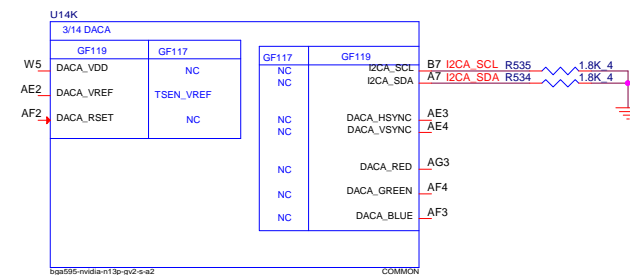 U14K
3/14 DACA
GF119 GF117
GF117 GF119
W5 DACA_VDD NC
NC I2CA_SCL B7 I2CA_SCL R535 1.8K_4
NC I2CA_SDA A7 I2CA_SDA R534 1.8K_4
AE2 DACA_VREF TSEN_VREF
AF2 DACA_RSET NC
NC DACA_HSYNC AE3
NC DACA_VSYNC AE4
NC DACA_RED AG3
NC DACA_GREEN AF4
NC DACA_BLUE AF3
bga595-nvidia-n13p-gv2-s-a2 COMMON